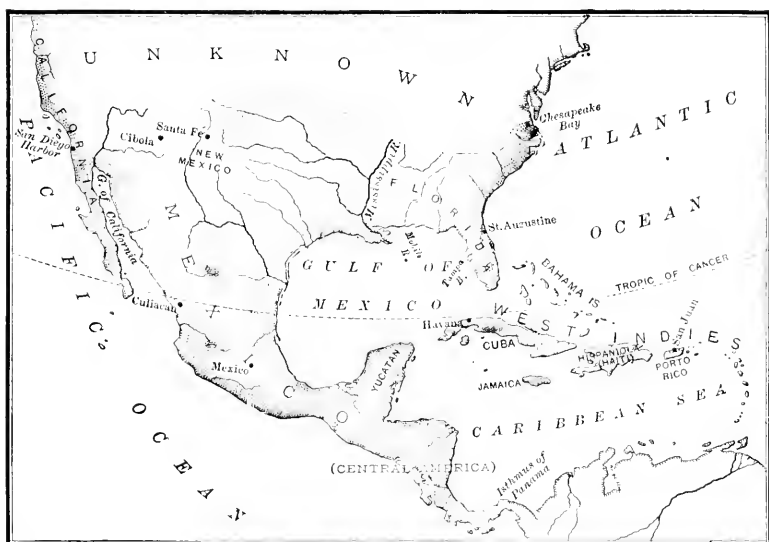 UNKNOWN
CALIFORNIA
Santa Fe
Cibola
NEW
MEXICO
San Diego
Harbor
G. of California
PACIFIC
OCEAN
MEXICO
Culiacan
Mexico
Mississippi R.
FLORIDA
Chesapeake
Bay
ATLANTIC
OCEAN
St. Augustine
Mobile
B.
Tampa
B.
GULF OF
MEXICO
BAHAMA IS.
TROPIC OF CANCER
Havana
WEST INDIES
CUBA
San Juan
HISPANIOLA
(HAITI)
PORTO
RICO
JAMAICA
YUCATAN
CARIBBEAN SEA
(CENTRAL AMERICA)
Isthmus of
Panama